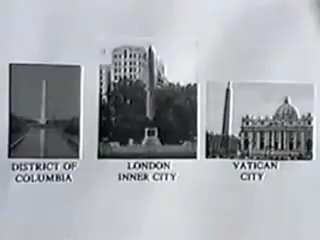 DISTRICT OF
COLUMBIA
LONDON
INNER CITY
VATICAN
CITY